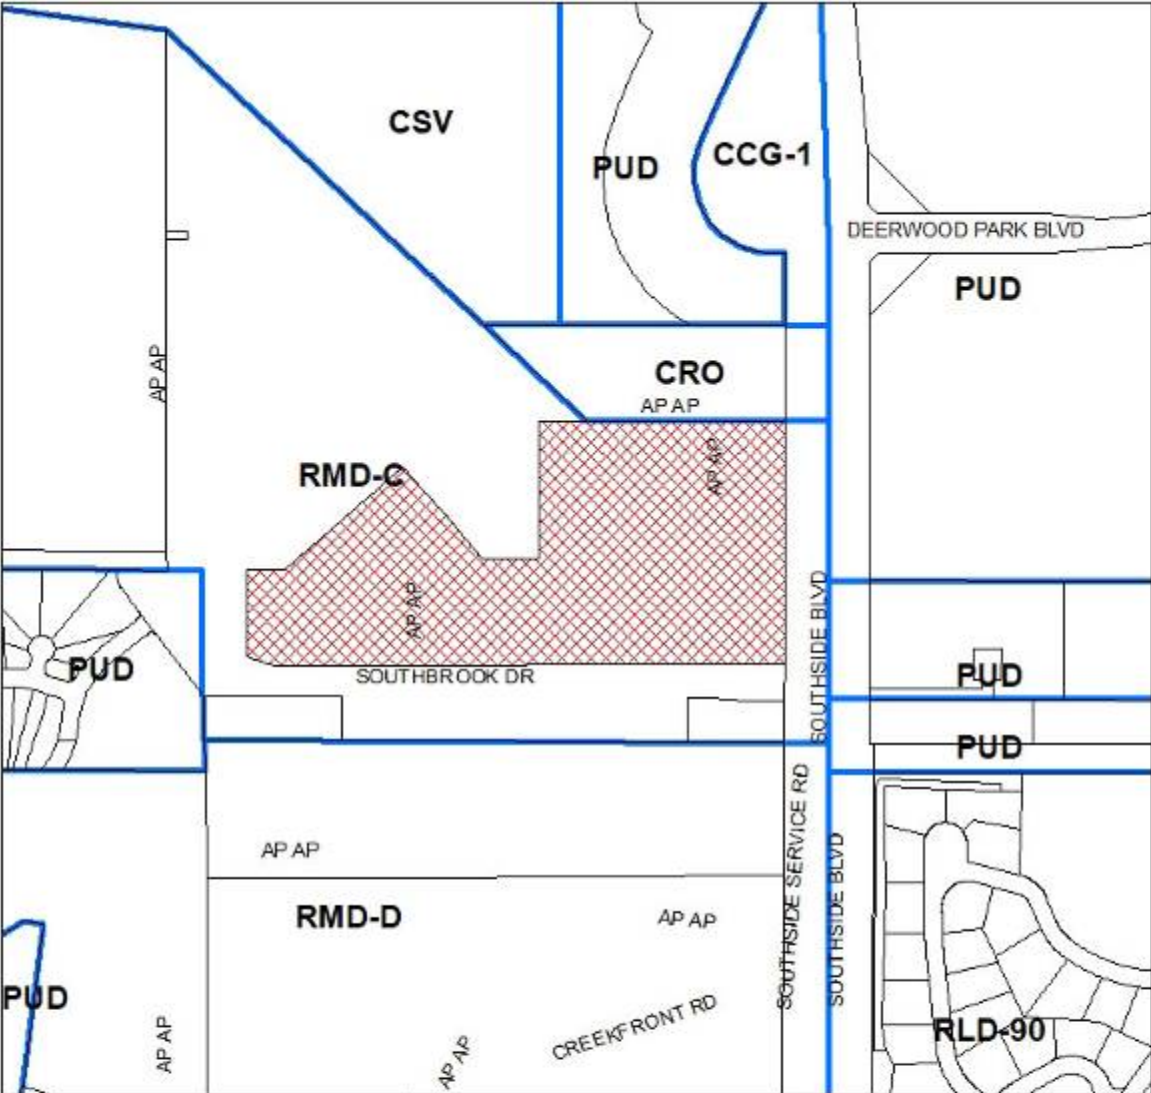 CSV
PUD
CCG-1
DEERWOOD PARK BLVD
PUD
AP AP
CRO
AP AP
AP AP
RMD-C
AP AP
SOUTHBROOK DR
SOUTHSIDE BLVD
PUD
PUD
PUD
AP AP
SOUTHSIDE SERVICE RD
SOUTHSIDE BLVD
RMD-D
AP AP
PUD
AP AP
AP AP
CREEKFRONT RD
RLD-90